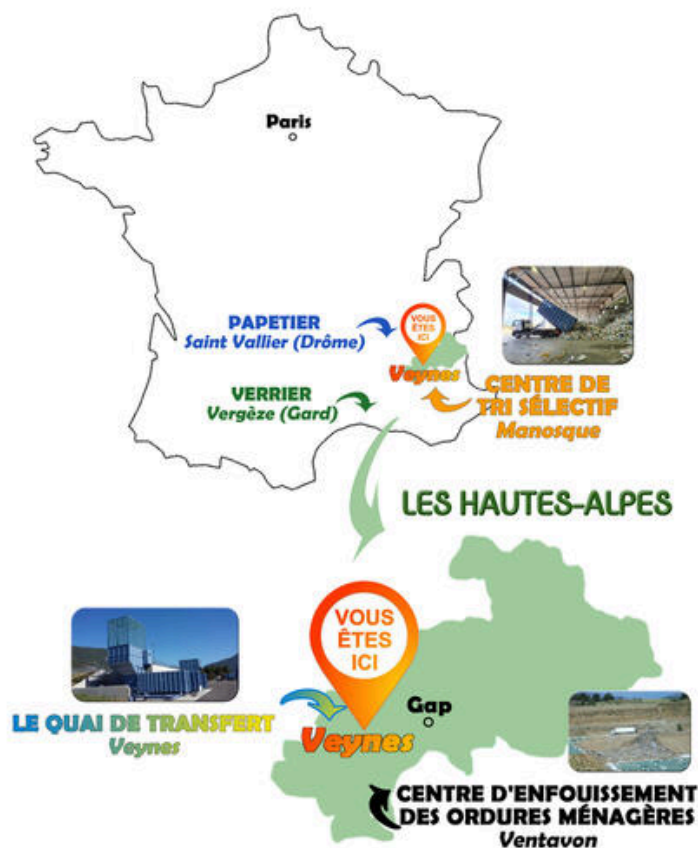 Paris
PAPETIER
Saint Vallier (Drôme)
VOUS
ÊTES
ICI
Veynes
VERRIER
Vergèze (Gard)
CENTRE DE
TRI SÉLECTIF
Manosque
LES HAUTES-ALPES
VOUS
ÊTES
ICI
Gap
LE QUAI DE TRANSFERT
Veynes
Veynes
CENTRE D'ENFOUISSEMENT
DES ORDURES MÉNAGÈRES
Ventavon